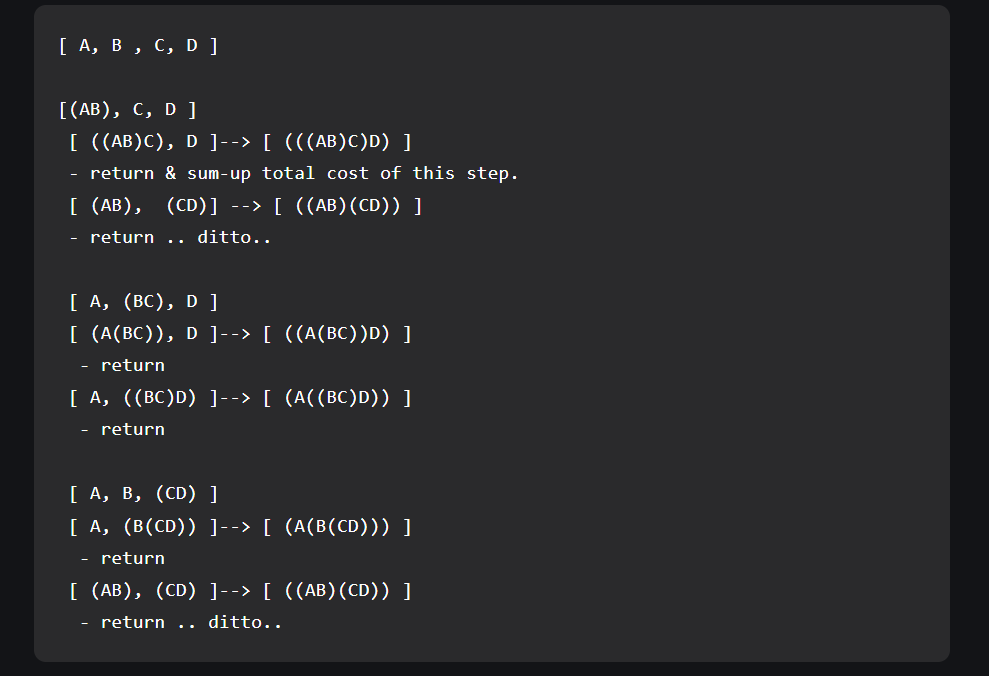 [ A, B , C, D ]
[(AB), C, D ]
[ ((AB)C), D ]--> [ (((AB)C)D) ]
- return & sum-up total cost of this step.
[ (AB),  (CD)] --> [ ((AB)(CD)) ]
- return .. ditto..
[ A, (BC), D ]
[ (A(BC)), D ]--> [ ((A(BC))D) ]
- return
[ A, ((BC)D) ]--> [ (A((BC)D)) ]
- return
[ A, B, (CD) ]
[ A, (B(CD)) ]--> [ (A(B(CD))) ]
- return
[ (AB), (CD) ]--> [ ((AB)(CD)) ]
- return .. ditto..